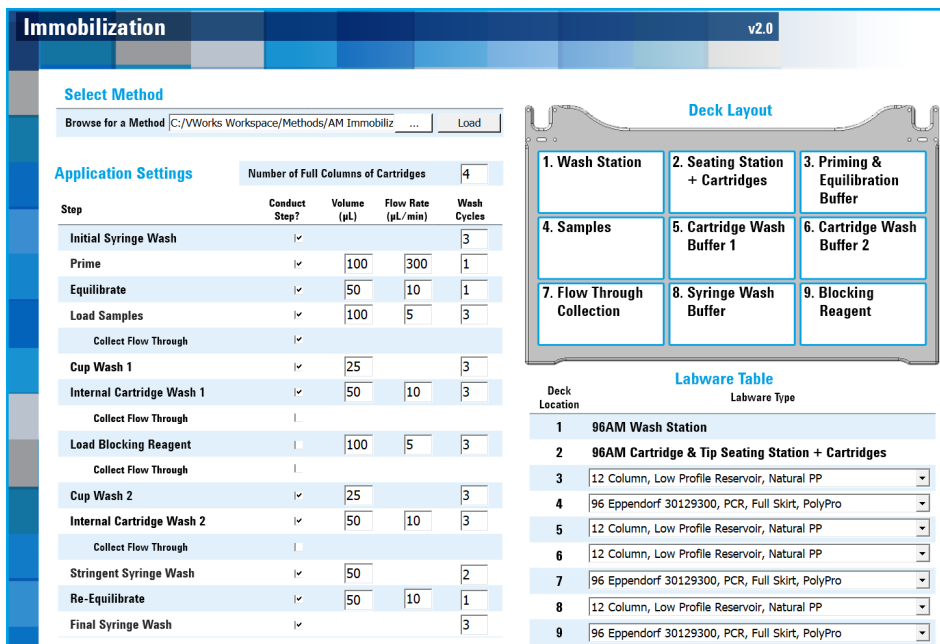 Immobilization
v2.0
Select Method
Browse for a Method C:/VWorks Workspace/Methods/AM Immobiliz ... Load
Application Settings
Number of Full Columns of Cartridges 4
Step Conduct Step? Volume (µL) Flow Rate (µL/min) Wash Cycles
Initial Syringe Wash 3
Prime 100 300 1
Equilibrate 50 10 1
Load Samples 100 5 3
Collect Flow Through
Cup Wash 1 25 3
Internal Cartridge Wash 1 50 10 3
Collect Flow Through
Load Blocking Reagent 100 5 3
Collect Flow Through
Cup Wash 2 25 3
Internal Cartridge Wash 2 50 10 3
Collect Flow Through
Stringent Syringe Wash 50 2
Re-Equilibrate 50 10 1
Final Syringe Wash 3
Deck Layout
1. Wash Station
2. Seating Station
+ Cartridges
3. Priming &
Equilibration
Buffer
4. Samples
5. Cartridge Wash
Buffer 1
6. Cartridge Wash
Buffer 2
7. Flow Through
Collection
8. Syringe Wash
Buffer
9. Blocking
Reagent
Labware Table
Deck Location Labware Type
1 96AM Wash Station
2 96AM Cartridge & Tip Seating Station + Cartridges
3 12 Column, Low Profile Reservoir, Natural PP
4 96 Eppendorf 30129300, PCR, Full Skirt, PolyPro
5 12 Column, Low Profile Reservoir, Natural PP
6 12 Column, Low Profile Reservoir, Natural PP
7 96 Eppendorf 30129300, PCR, Full Skirt, PolyPro
8 12 Column, Low Profile Reservoir, Natural PP
9 96 Eppendorf 30129300, PCR, Full Skirt, PolyPro